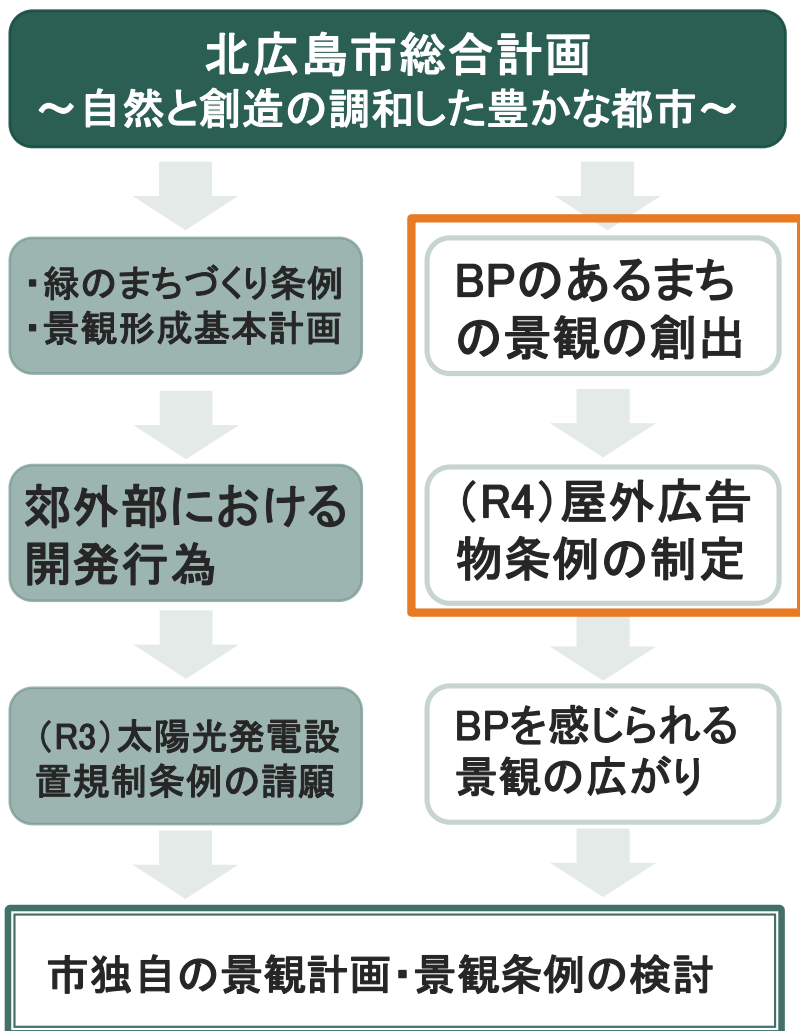 北広島市総合計画
～自然と創造の調和した豊かな都市～
・緑のまちづくり条例
・景観形成基本計画
郊外部における
開発行為
（R3）太陽光発電設
置規制条例の請願
BPのあるまち
の景観の創出
（R4）屋外広告
物条例の制定
BPを感じられる
景観の広がり
市独自の景観計画・景観条例の検討